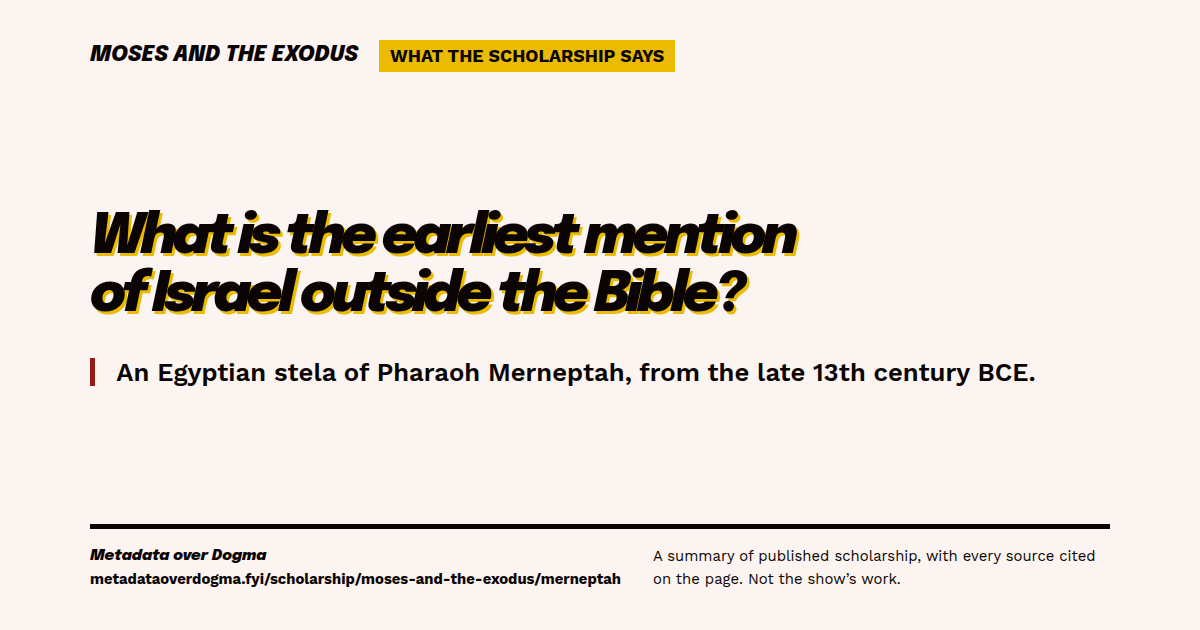 MOSES AND THE EXODUS
WHAT THE SCHOLARSHIP SAYS
What is the earliest mention
of Israel outside the Bible?
An Egyptian stela of Pharaoh Merneptah, from the late 13th century BCE.
Metadata over Dogma
metadataoverdogma.fyi/scholarship/moses-and-the-exodus/merneptah
A summary of published scholarship, with every source cited
on the page. Not the show’s work.